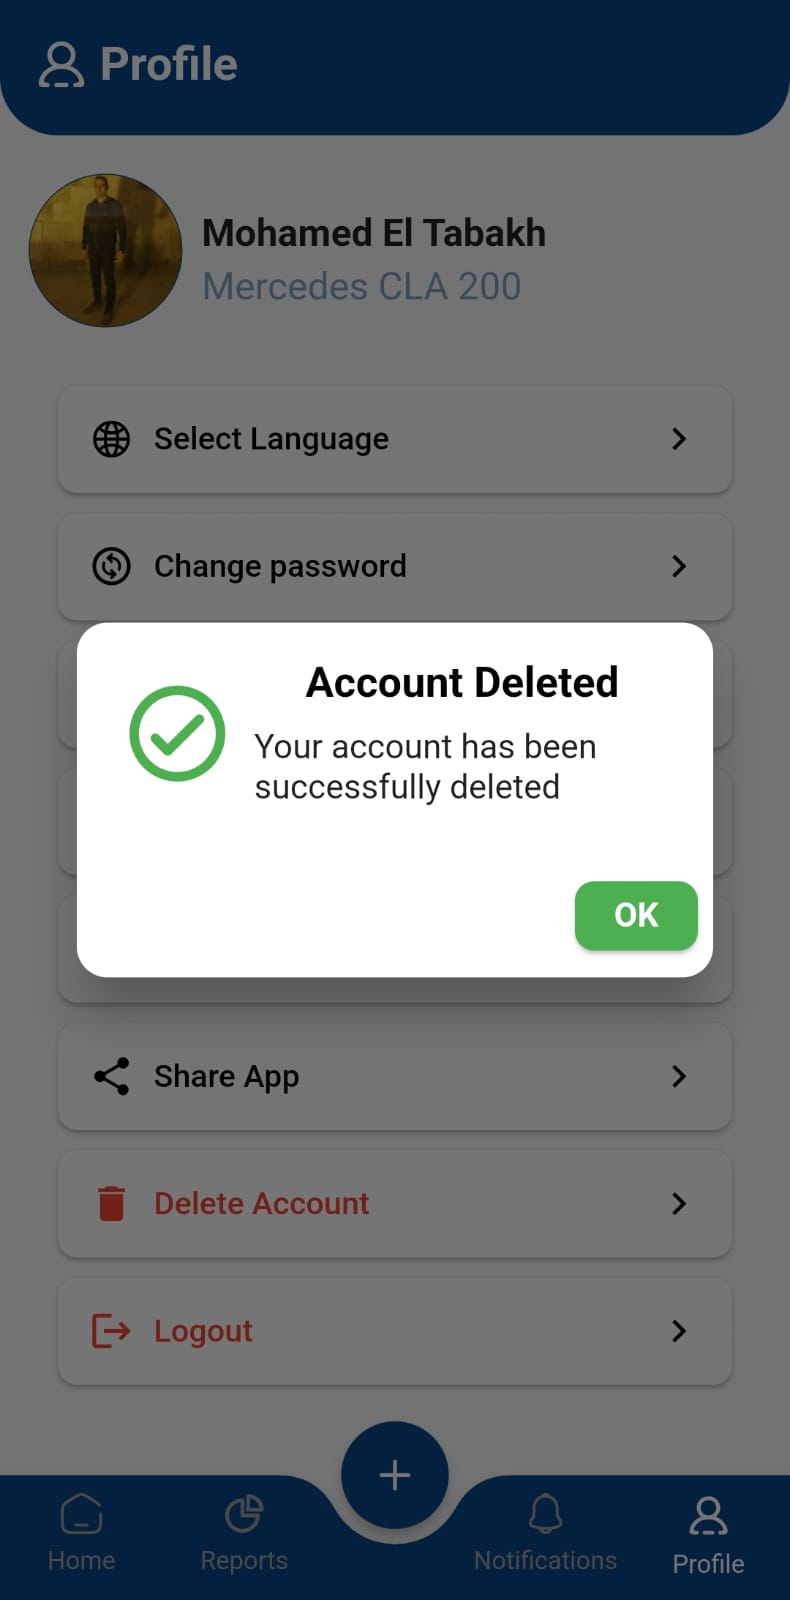 Profile
Mohamed El Tabakh
Mercedes CLA 200
Select Language
Change password
Account Deleted
Your account has been
successfully deleted
OK
Share App
Delete Account
Logout
Home
Reports
Notifications
Profile